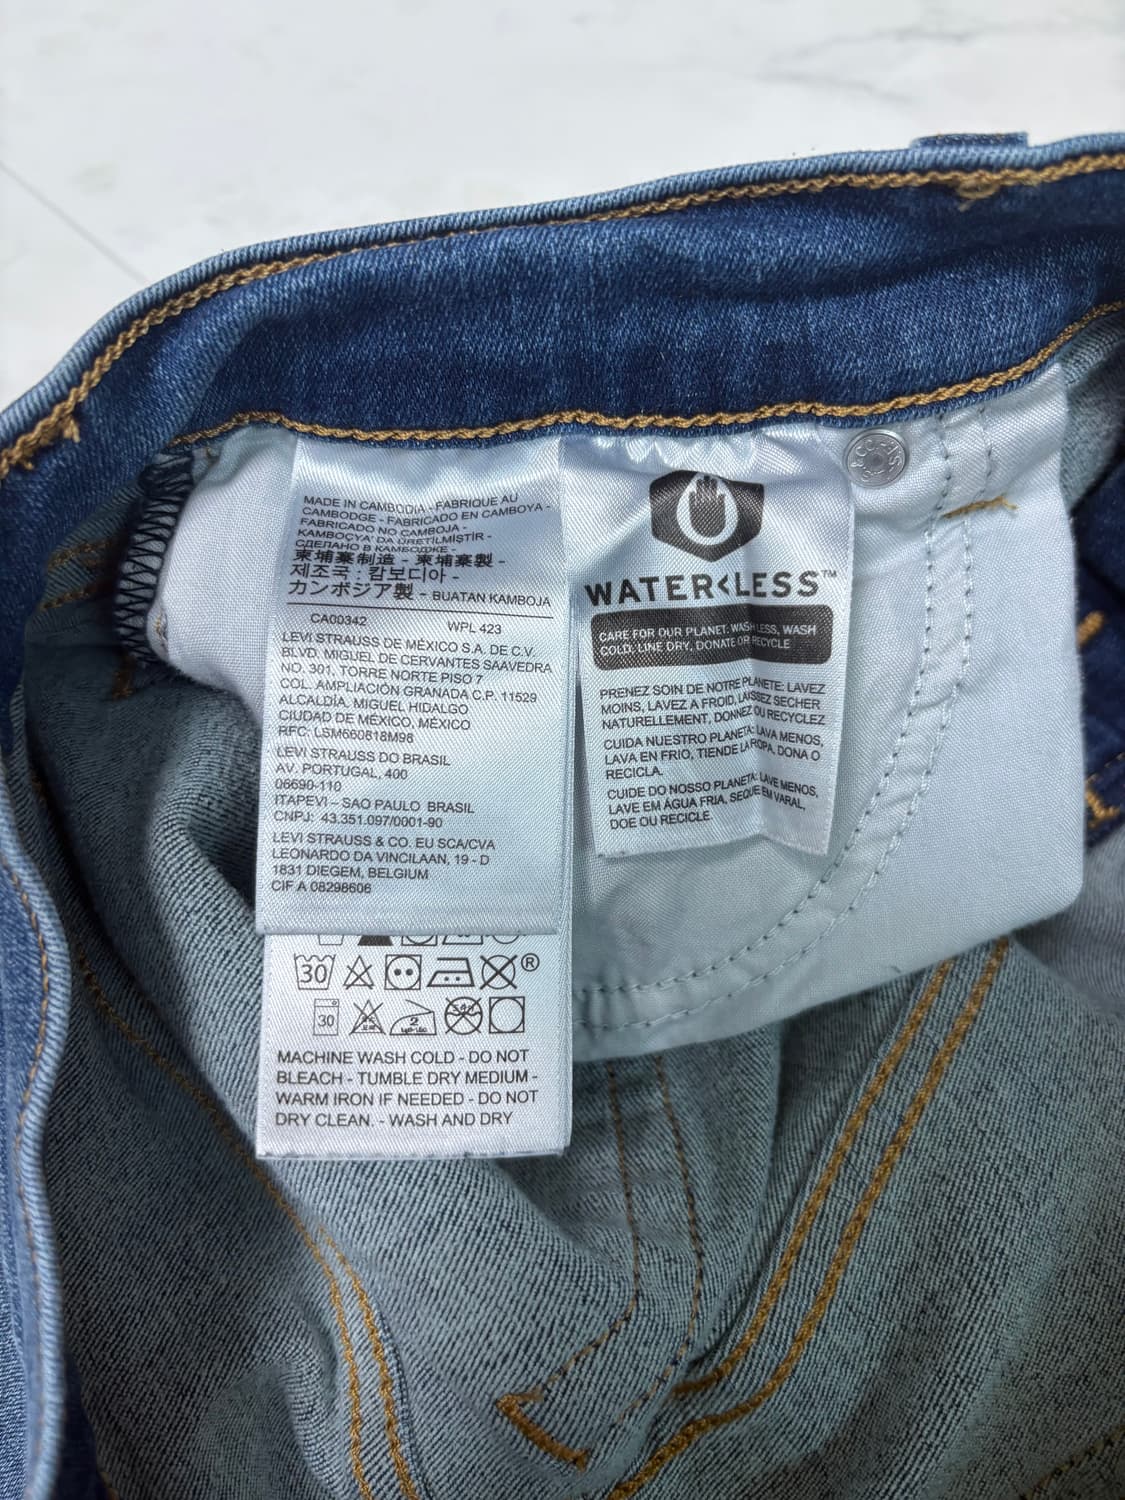 MADE IN CAMBODIA - FABRIQUE AU
CAMBODGE - FABRICADO EN CAMBOYA -
FABRICADO NO CAMBOJA -
KAMBOÇYA' DA ÜRETİLMİŞTİR -
СДЕЛАНО В КАМБОДЖЕ -
柬埔寨制造 - 柬埔寨製 -
제조국 : 캄보디아 -
カンボジア製 - BUATAN KAMBOJA
CA00342 WPL 423
LEVI STRAUSS DE MÉXICO S.A. DE C.V.
BLVD. MIGUEL DE CERVANTES SAAVEDRA
NO. 301, TORRE NORTE PISO 7
COL. AMPLIACIÓN GRANADA C.P. 11529
ALCALDÍA. MIGUEL HIDALGO
CIUDAD DE MÉXICO, MÉXICO
RFC: LSM660818M98
LEVI STRAUSS DO BRASIL
AV. PORTUGAL, 400
06690-110
ITAPEVI – SAO PAULO BRASIL
CNPJ: 43.351.097/0001-90
LEVI STRAUSS & CO. EU SCA/CVA
LEONARDO DA VINCILAAN, 19 - D
1831 DIEGEM, BELGIUM
CIF A 08298606
30 ®
30
MACHINE WASH COLD - DO NOT
BLEACH - TUMBLE DRY MEDIUM -
WARM IRON IF NEEDED - DO NOT
DRY CLEAN. - WASH AND DRY
WATER<LESS™
CARE FOR OUR PLANET: WASH LESS, WASH
COLD, LINE DRY, DONATE OR RECYCLE
PRENEZ SOIN DE NOTRE PLANETE: LAVEZ
MOINS, LAVEZ A FROID, LAISSEZ SECHER
NATURELLEMENT, DONNEZ OU RECYCLEZ
CUIDA NUESTRO PLANETA: LAVA MENOS,
LAVA EN FRIO, TIENDE LA ROPA, DONA O
RECICLA.
CUIDE DO NOSSO PLANETA: LAVE MENOS,
LAVE EM ÁGUA FRIA, SEQUE EM VARAL,
DOE OU RECICLE.